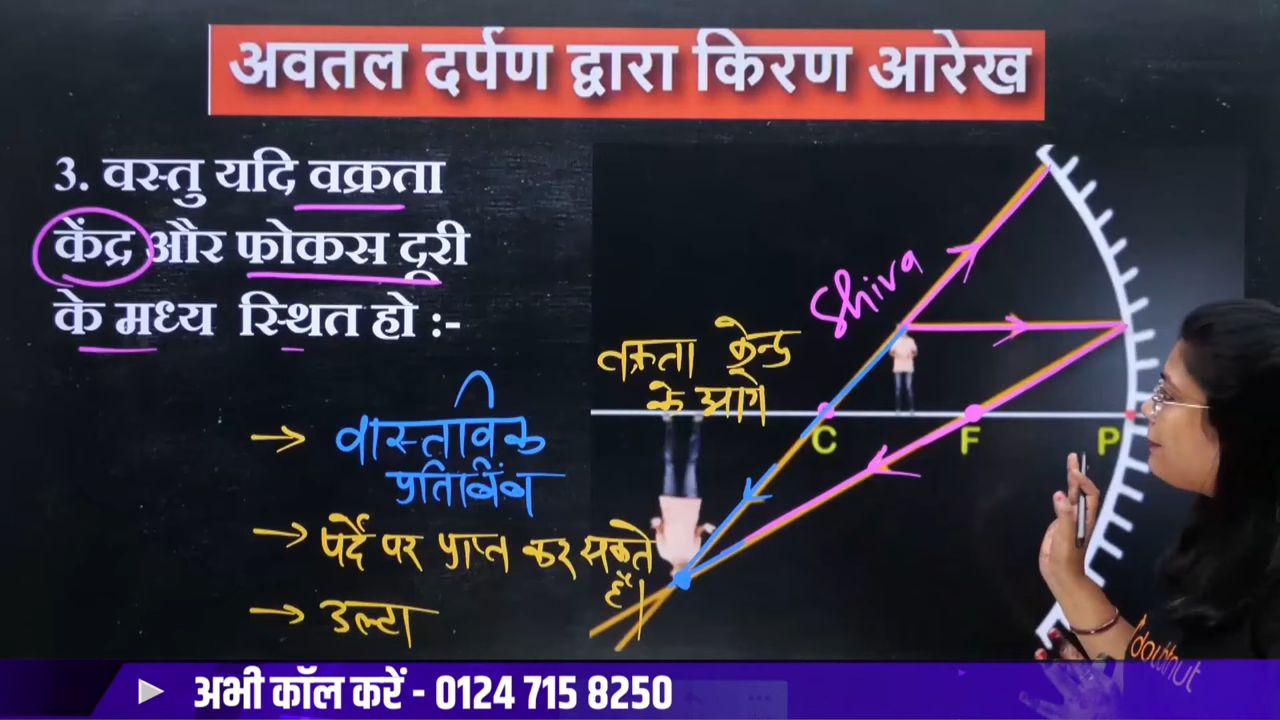 अवतल दर्पण द्वारा किरण आरेख
3. वस्तु यदि वक्रता
केंद्र और फोकस दूरी
के मध्य स्थित हो :-
Shiva
वक्रता केन्द्र
के आगे
C
F
P
→ वास्तविक
प्रतिबिंब
→ पर्दे पर प्राप्त कर सकते
हैं।
→ उल्टा
doubtnut
अभी कॉल करें - 0124 715 8250